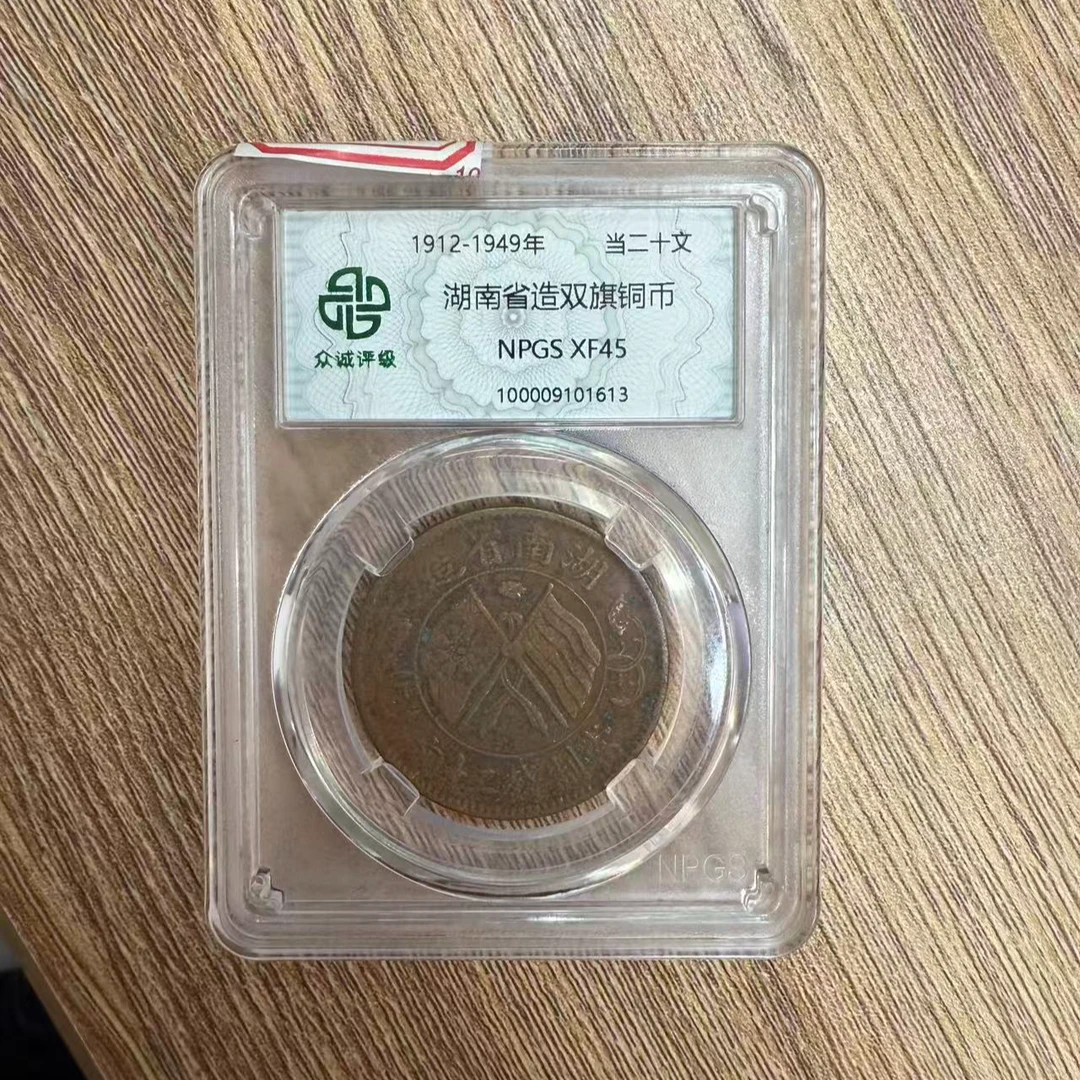 1912-1949年 当二十文
湖南省造双旗铜币
NPGS XF45
100009101613
众诚评级
湖南省造
NPGS